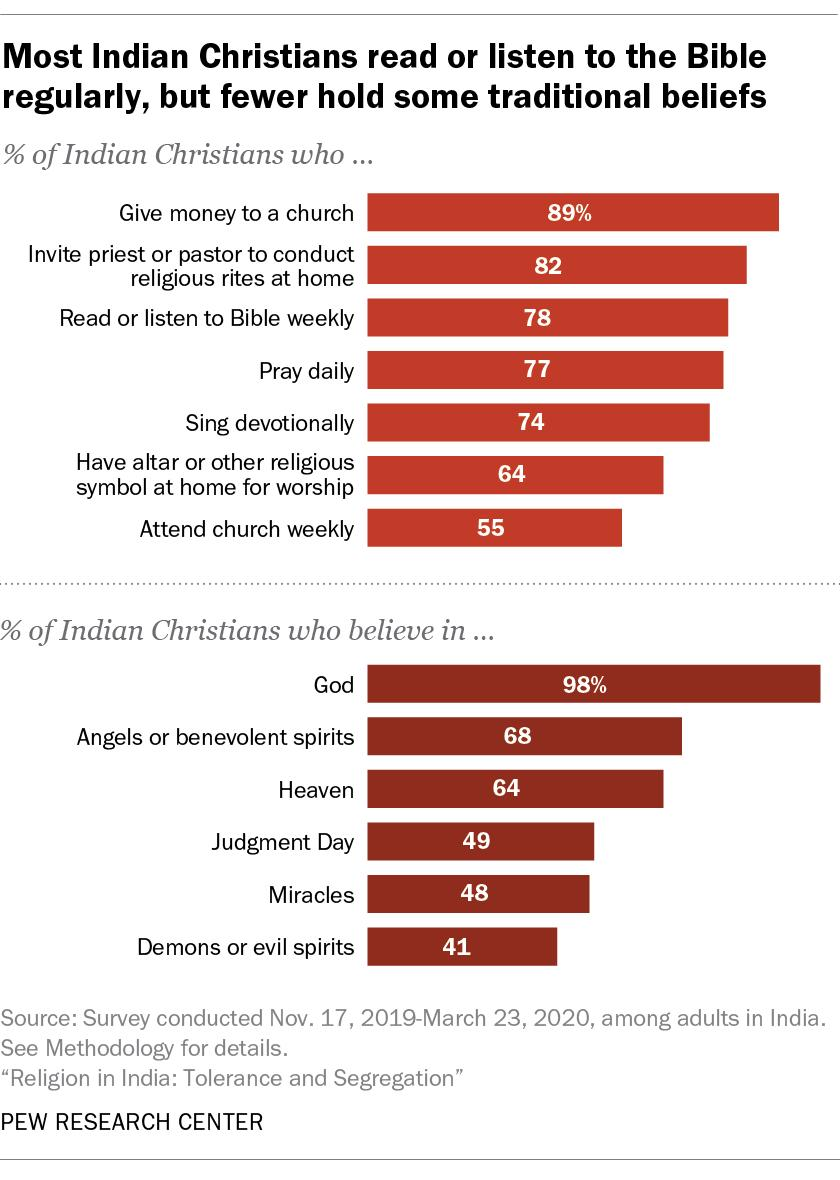 Most Indian Christians read or listen to the Bible
regularly, but fewer hold some traditional beliefs
% of Indian Christians who ...
Give money to a church 89%
Invite priest or pastor to conduct
religious rites at home 82
Read or listen to Bible weekly 78
Pray daily 77
Sing devotionally 74
Have altar or other religious
symbol at home for worship 64
Attend church weekly 55
% of Indian Christians who believe in ...
God 98%
Angels or benevolent spirits 68
Heaven 64
Judgment Day 49
Miracles 48
Demons or evil spirits 41
Source: Survey conducted Nov. 17, 2019-March 23, 2020, among adults in India.
See Methodology for details.
“Religion in India: Tolerance and Segregation”
PEW RESEARCH CENTER